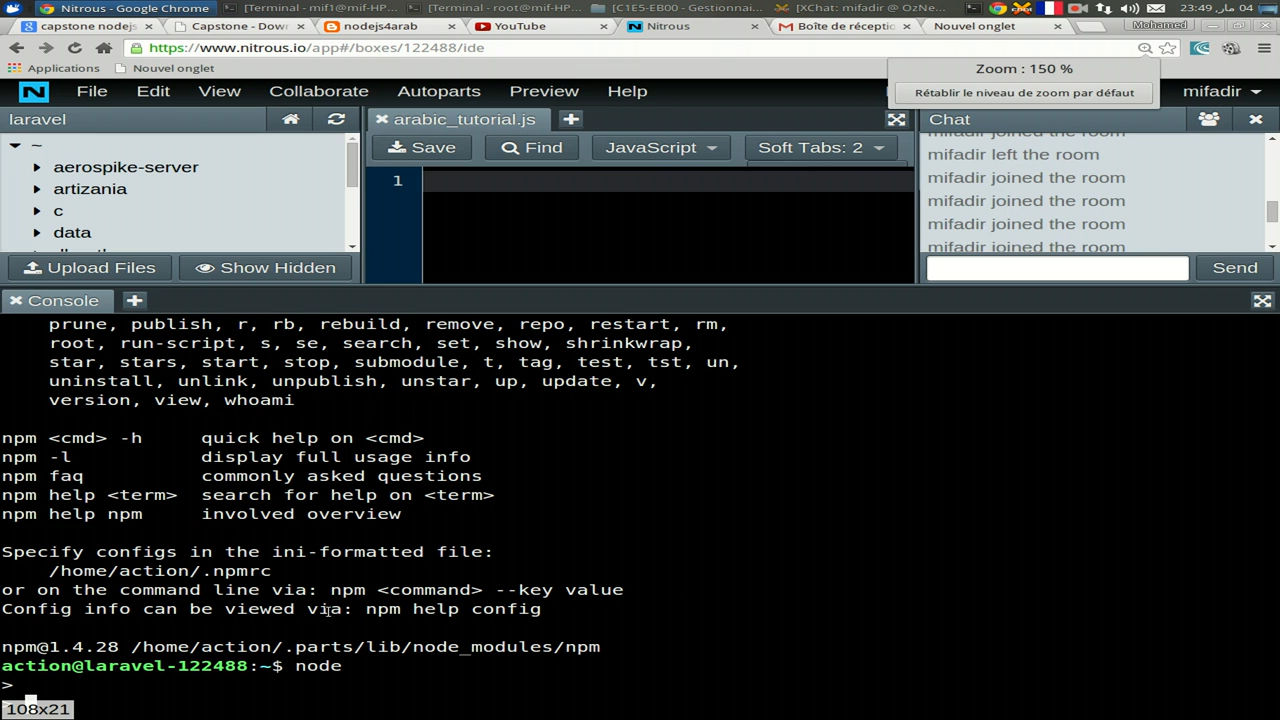 Nitrous - Google Chrome
[Terminal - mif1@mif-HP...
[Terminal - root@mif-HP...
[C1E5-EB00 - Gestionnai...
[XChat: mifadir @ OzNe...
04 مار, 23:49
capstone nodejs
Capstone - Down
nodejs4arab
YouTube
Nitrous
Boîte de récepti
Nouvel onglet
Mohamed
https://www.nitrous.io/app#/boxes/122488/ide
Applications
Nouvel onglet
Zoom : 150 %
Rétablir le niveau de zoom par défaut
N File Edit View Collaborate Autoparts Preview Help
mifadir
laravel
arabic_tutorial.js
Chat
~
aerospike-server
artizania
c
data
Upload Files
Show Hidden
Save
Find
JavaScript
Soft Tabs: 2
1
mifadir joined the room
mifadir left the room
mifadir joined the room
mifadir joined the room
mifadir joined the room
mifadir joined the room
Send
Console
prune, publish, r, rb, rebuild, remove, repo, restart, rm,
root, run-script, s, se, search, set, show, shrinkwrap,
star, stars, start, stop, submodule, t, tag, test, tst, un,
uninstall, unlink, unpublish, unstar, up, update, v,
version, view, whoami
npm <cmd> -h quick help on <cmd>
npm -l display full usage info
npm faq commonly asked questions
npm help <term> search for help on <term>
npm help npm involved overview
Specify configs in the ini-formatted file:
/home/action/.npmrc
or on the command line via: npm <command> --key value
Config info can be viewed via: npm help config
npm@1.4.28 /home/action/.parts/lib/node_modules/npm
action@laravel-122488:~$ node
>
108x21